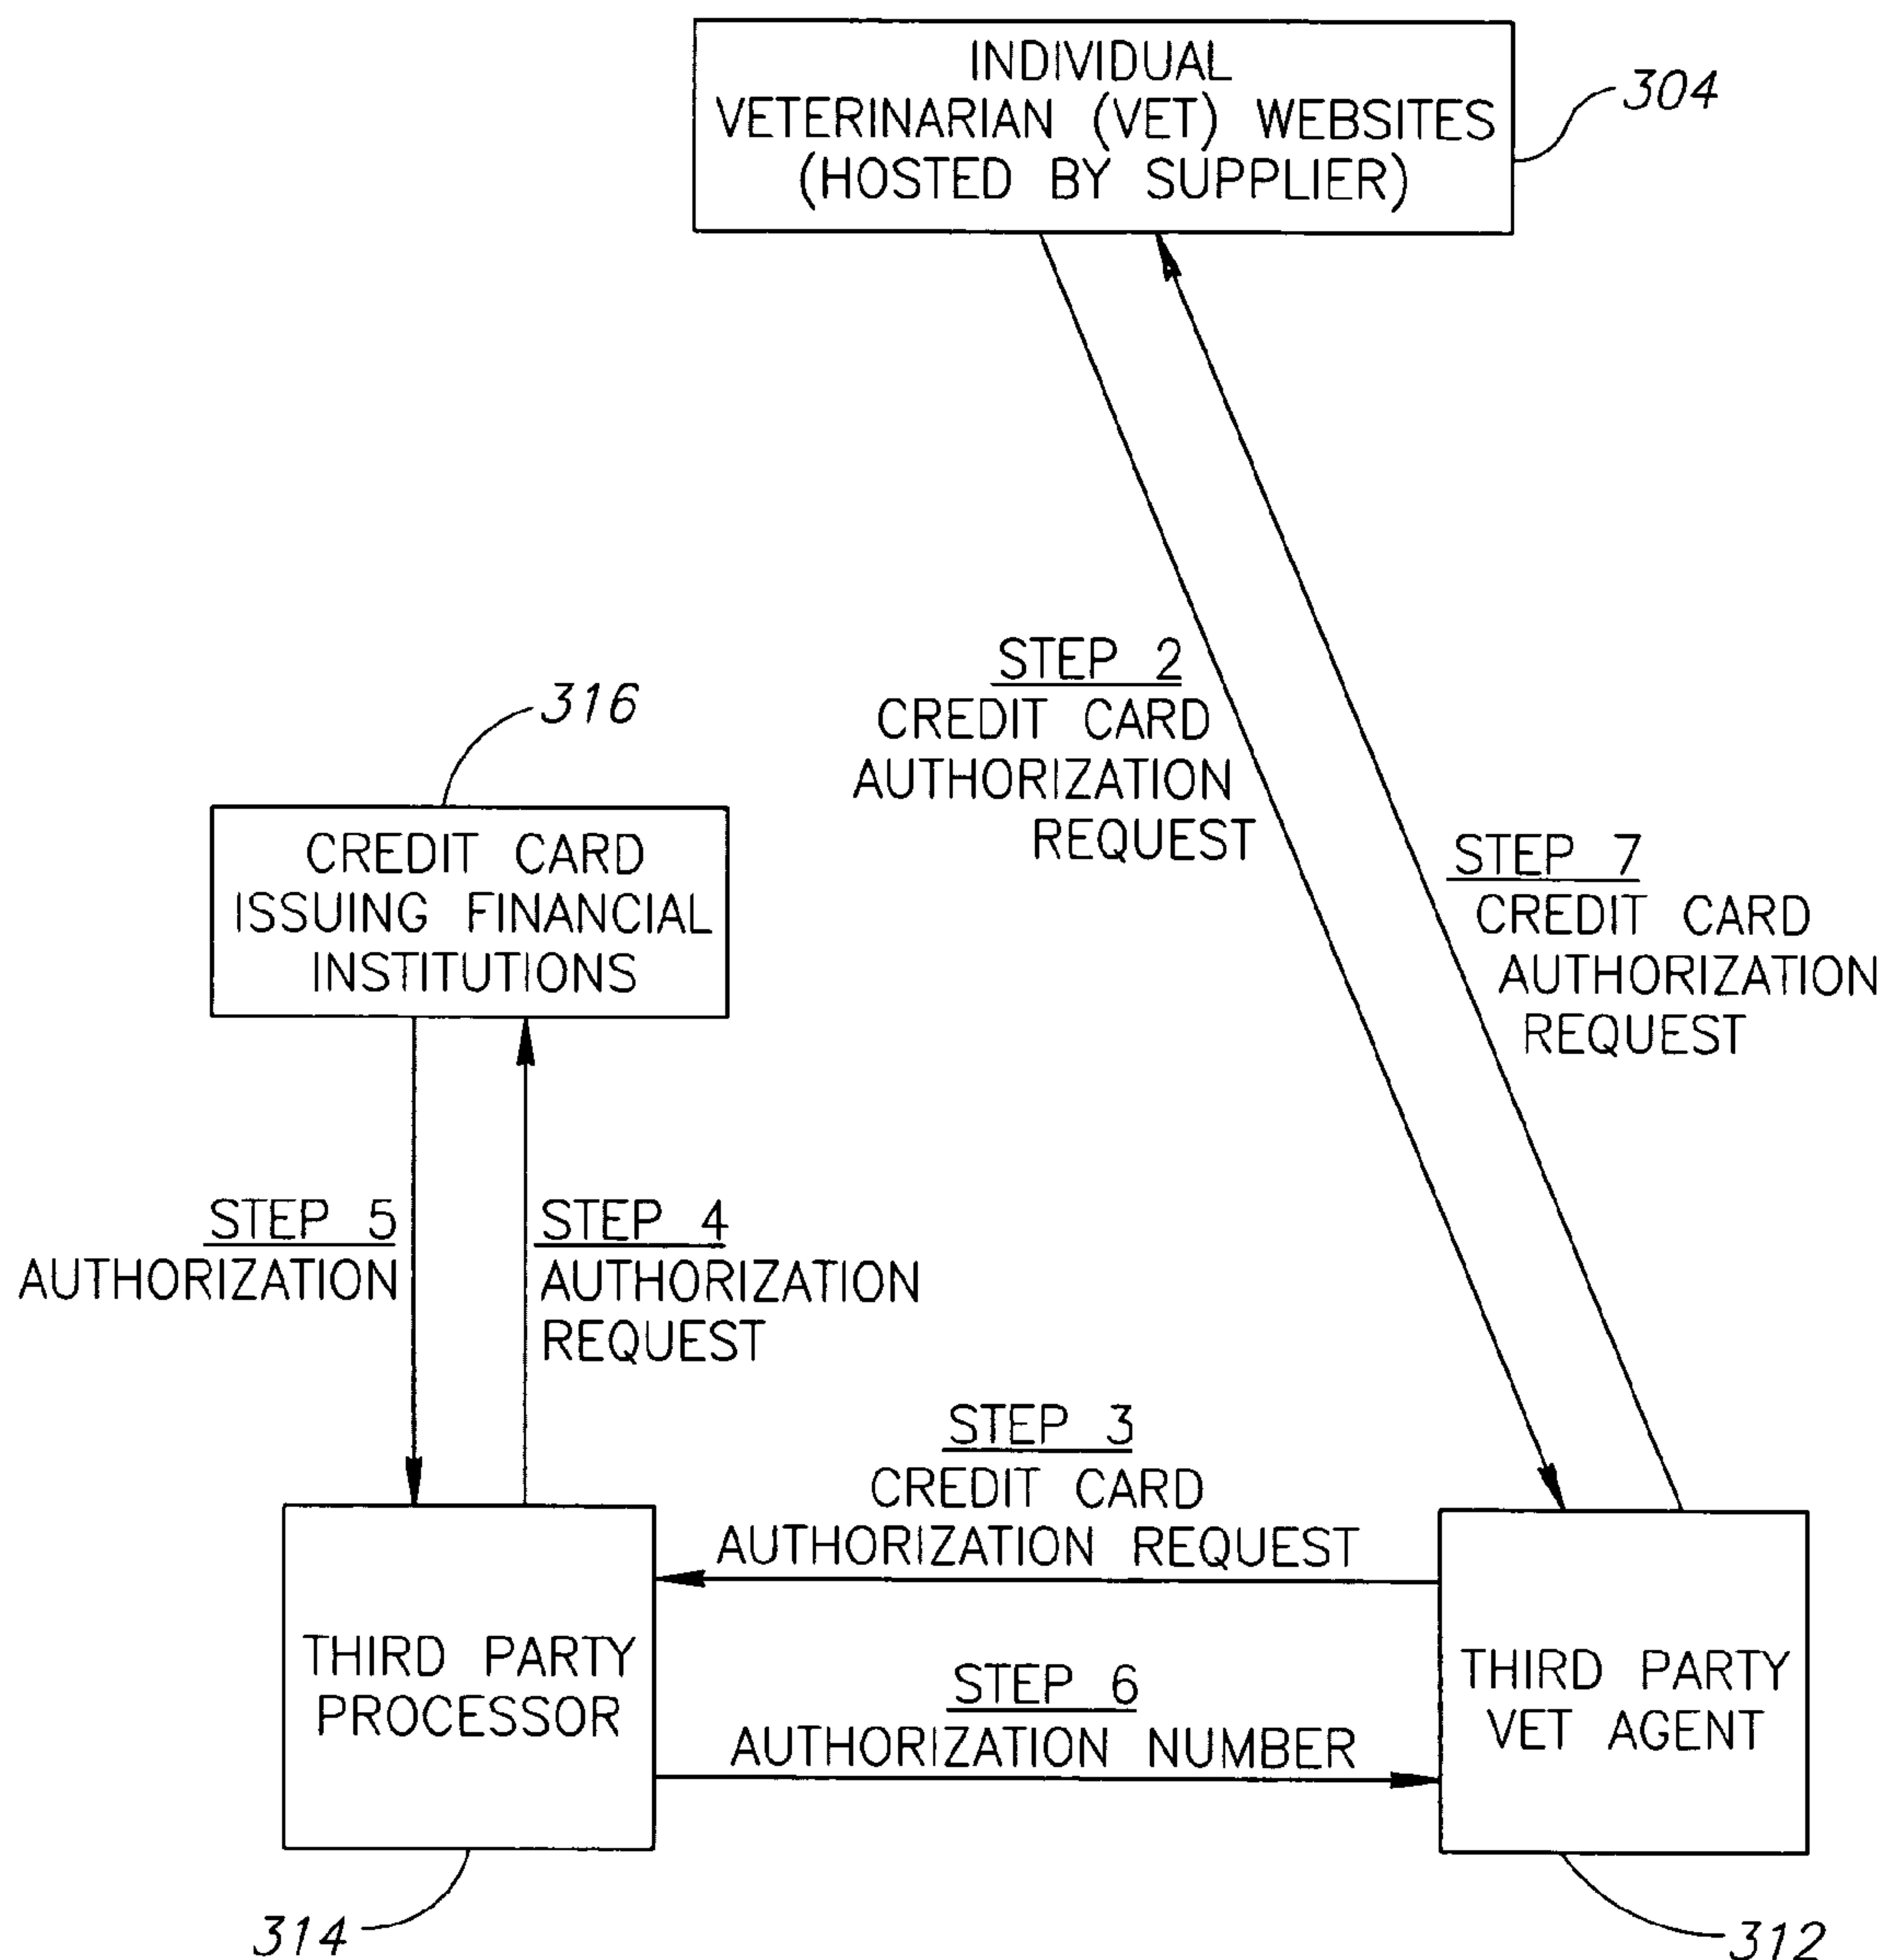 INDIVIDUAL
VETERINARIAN (VET) WEBSITES
(HOSTED BY SUPPLIER)
304
STEP 2
CREDIT CARD
AUTHORIZATION
REQUEST
STEP 7
CREDIT CARD
AUTHORIZATION
REQUEST
316
CREDIT CARD
ISSUING FINANCIAL
INSTITUTIONS
STEP 5
AUTHORIZATION
STEP 4
AUTHORIZATION
REQUEST
STEP 3
CREDIT CARD
AUTHORIZATION REQUEST
THIRD PARTY
PROCESSOR
STEP 6
AUTHORIZATION NUMBER
THIRD PARTY
VET AGENT
314
312